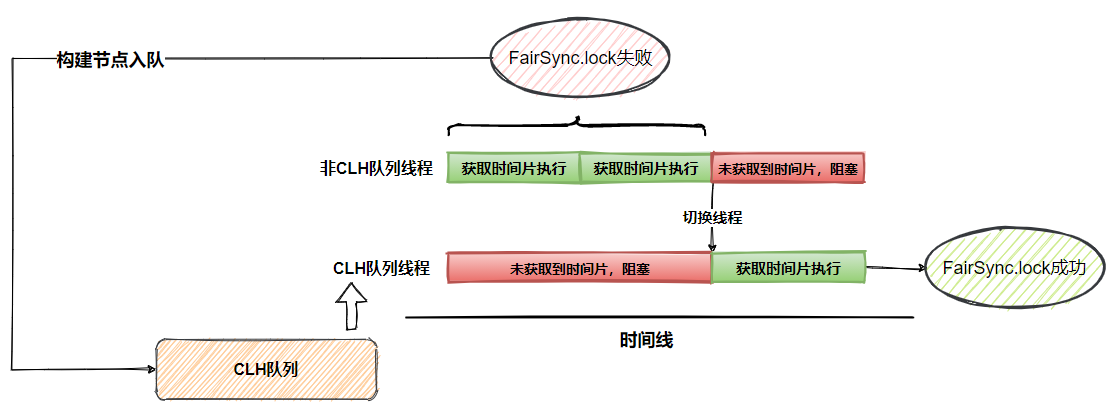 构建节点入队
FairSync.lock失败
非CLH队列线程
获取时间片执行
获取时间片执行
未获取到时间片，阻塞
切换线程
CLH队列线程
未获取到时间片，阻塞
获取时间片执行
FairSync.lock成功
时间线
CLH队列